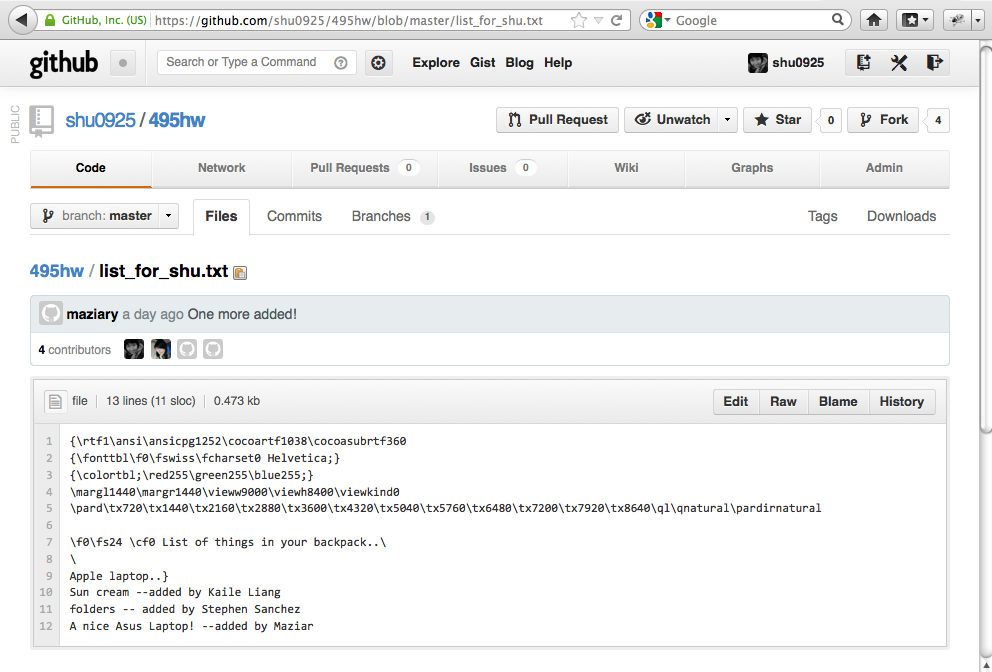 GitHub, Inc. (US) https://github.com/shu0925/495hw/blob/master/list_for_shu.txt Google
github Search or Type a Command Explore Gist Blog Help shu0925
PUBLIC
shu0925 / 495hw Pull Request Unwatch Star 0 Fork 4
Code Network Pull Requests 0 Issues 0 Wiki Graphs Admin
branch: master Files Commits Branches 1 Tags Downloads
495hw / list_for_shu.txt
maziary a day ago One more added!
4 contributors
file 13 lines (11 sloc) 0.473 kb Edit Raw Blame History
1 {\rtf1\ansi\ansicpg1252\cocoartf1038\cocoasubrtf360
2 {\fonttbl\f0\fswiss\fcharset0 Helvetica;}
3 {\colortbl;\red255\green255\blue255;}
4 \margl1440\margr1440\vieww9000\viewh8400\viewkind0
5 \pard\tx720\tx1440\tx2160\tx2880\tx3600\tx4320\tx5040\tx5760\tx6480\tx7200\tx7920\tx8640\ql\qnatural\pardirnatural
6
7 \f0\fs24 \cf0 List of things in your backpack..\
8 \
9 Apple laptop..}
10 Sun cream --added by Kaile Liang
11 folders -- added by Stephen Sanchez
12 A nice Asus Laptop! --added by Maziar